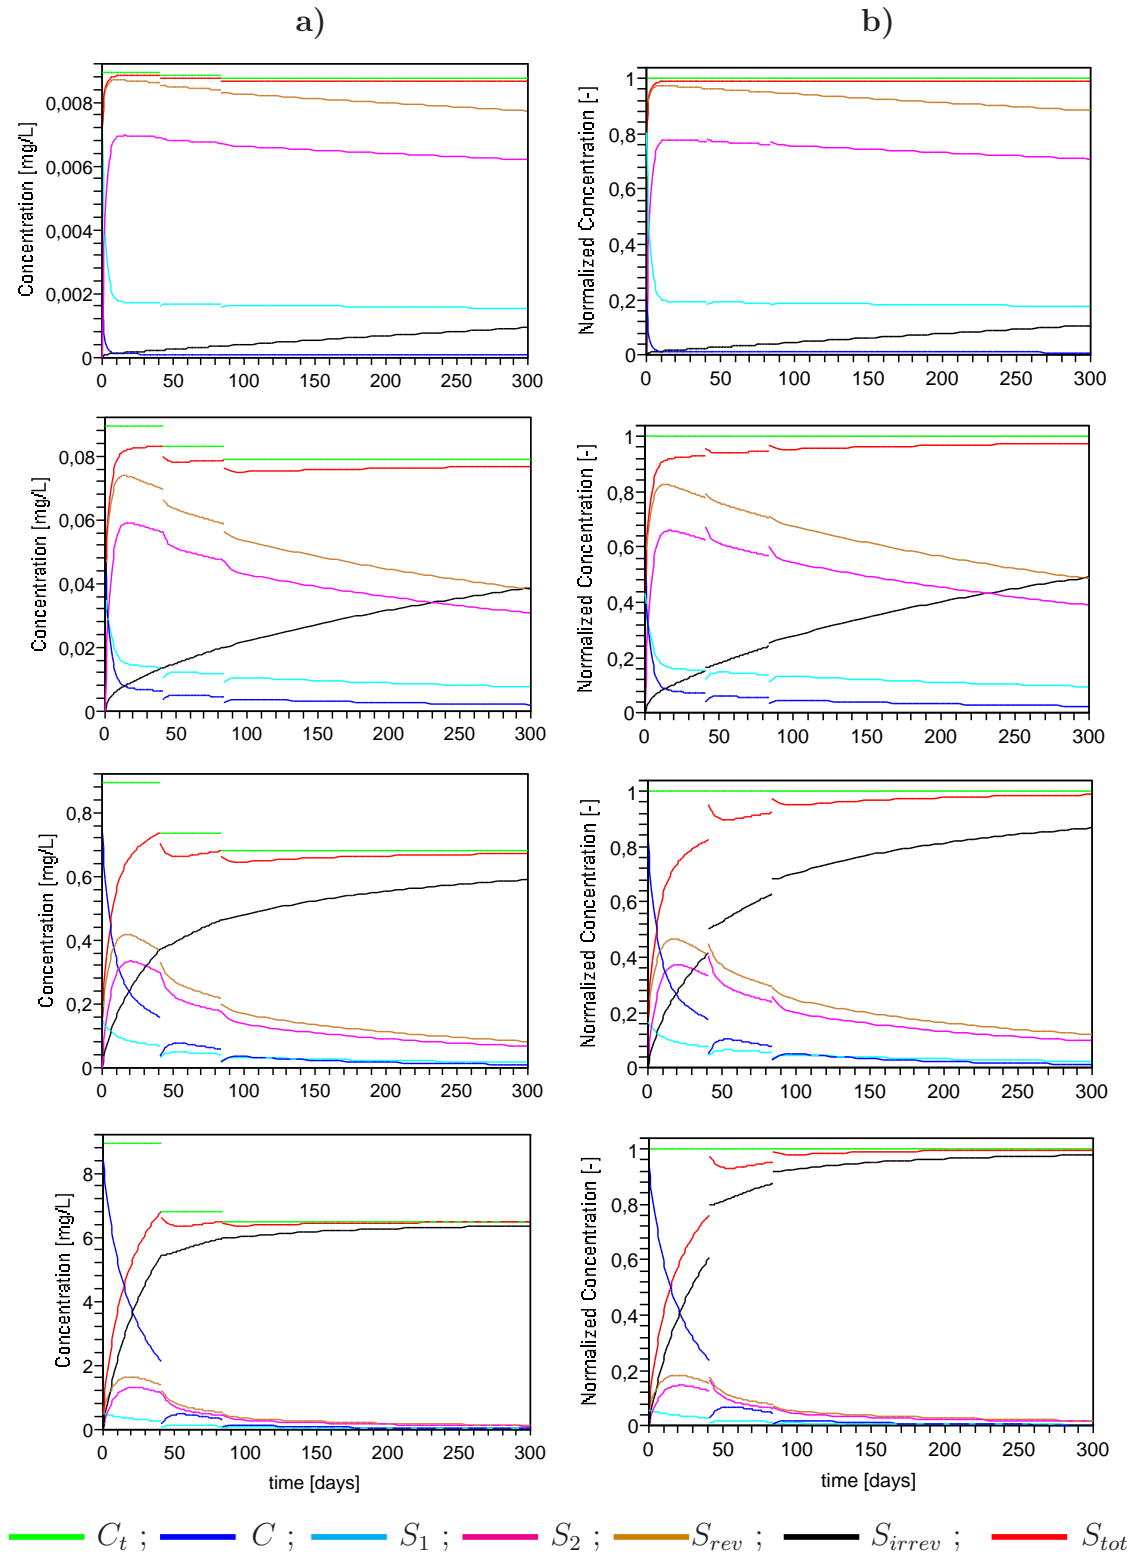 a) b)
Concentration [mg/L]
0,008
0,006
0,004
0,002
0
0 50 100 150 200 250 300
Normalized Concentration [-]
1
0,8
0,6
0,4
0,2
0
0 50 100 150 200 250 300
Concentration [mg/L]
0,08
0,06
0,04
0,02
0
0 50 100 150 200 250 300
Normalized Concentration [-]
1
0,8
0,6
0,4
0,2
0
0 50 100 150 200 250 300
Concentration [mg/L]
0,8
0,6
0,4
0,2
0
0 50 100 150 200 250 300
Normalized Concentration [-]
1
0,8
0,6
0,4
0,2
0
0 50 100 150 200 250 300
Concentration [mg/L]
8
6
4
2
0
0 50 100 150 200 250 300
time [days]
Normalized Concentration [-]
1
0,8
0,6
0,4
0,2
0
0 50 100 150 200 250 300
time [days]
C_t ; C ; S_1 ; S_2 ; S_rev ; S_irrev ; S_tot